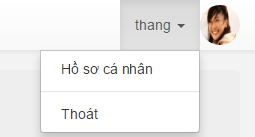 thang
Hồ sơ cá nhân
Thoát